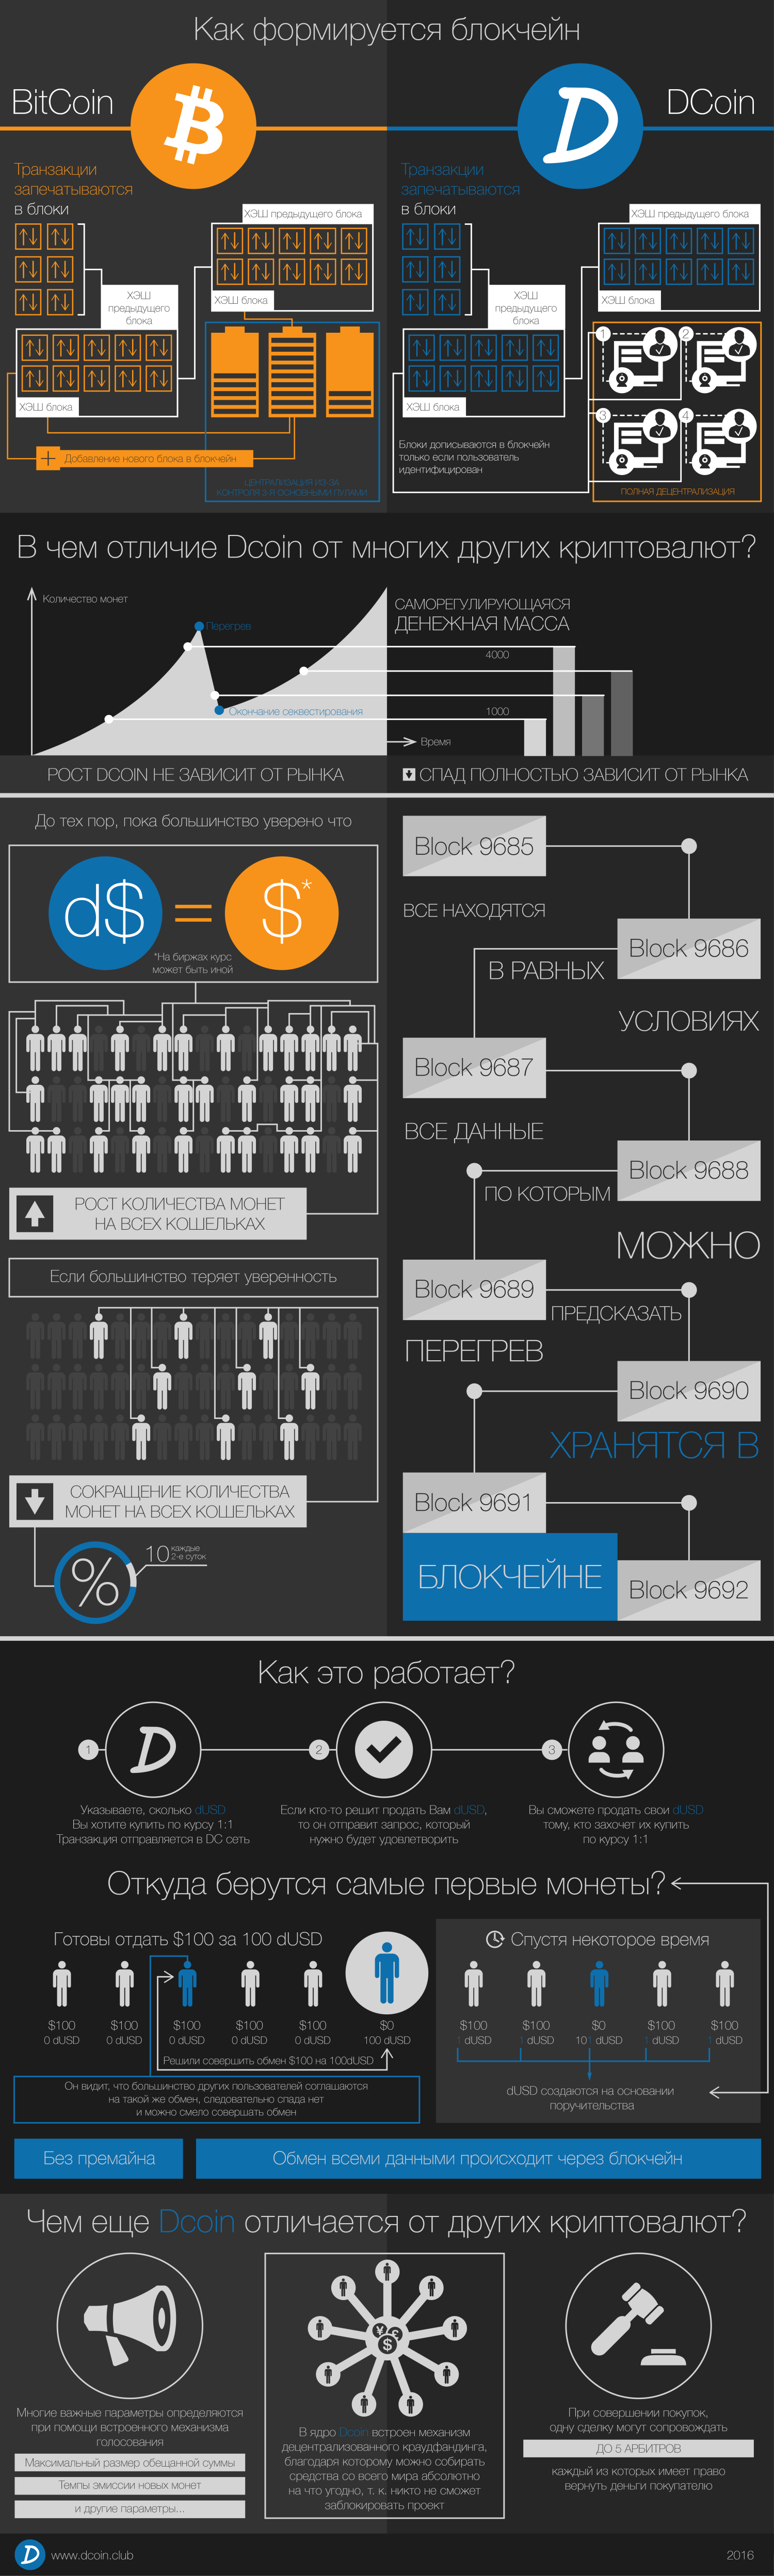 Как формируется блокчейн
BitCoin
Транзакции
запечатываются
в блоки
ХЭШ предыдущего блока
ХЭШ
предыдущего
блока
ХЭШ блока
ХЭШ блока
Добавление нового блока в блокчейн
ЦЕНТРАЛИЗАЦИЯ ИЗ-ЗА
КОНТРОЛЯ 3-Я ОСНОВНЫМИ ПУЛАМИ
DCoin
Транзакции
запечатываются
в блоки
ХЭШ предыдущего блока
ХЭШ
предыдущего
блока
ХЭШ блока
ХЭШ блока
1
2
3
4
Блоки дописываются в блокчейн
только если пользователь
идентифицирован
ПОЛНАЯ ДЕЦЕНТРАЛИЗАЦИЯ
В чем отличие Dcoin от многих других криптовалют?
Количество монет
Перегрев
Окончание секвестирования
САМОРЕГУЛИРУЮЩАЯСЯ
ДЕНЕЖНАЯ МАССА
4000
1000
Время
РОСТ DCOIN НЕ ЗАВИСИТ ОТ РЫНКА
СПАД ПОЛНОСТЬЮ ЗАВИСИТ ОТ РЫНКА
До тех пор, пока большинство уверено что
d$ = $*
*На биржах курс
может быть иной
РОСТ КОЛИЧЕСТВА МОНЕТ
НА ВСЕХ КОШЕЛЬКАХ
Если большинство теряет уверенность
СОКРАЩЕНИЕ КОЛИЧЕСТВА
МОНЕТ НА ВСЕХ КОШЕЛЬКАХ
%
10 каждые
2-е суток
Block 9685
ВСЕ НАХОДЯТСЯ
Block 9686
В РАВНЫХ
УСЛОВИЯХ
Block 9687
ВСЕ ДАННЫЕ
Block 9688
ПО КОТОРЫМ
МОЖНО
Block 9689
ПРЕДСКАЗАТЬ
ПЕРЕГРЕВ
Block 9690
ХРАНЯТСЯ В
Block 9691
БЛОКЧЕЙНЕ
Block 9692
Как это работает?
1
2
3
Указываете, сколько dUSD
Вы хотите купить по курсу 1:1
Транзакция отправляется в DC сеть
Если кто-то решит продать Вам dUSD,
то он отправит запрос, который
нужно будет удовлетворить
Вы сможете продать свои dUSD
тому, кто захочет их купить
по курсу 1:1
Откуда берутся самые первые монеты?
Готовы отдать $100 за 100 dUSD
$100 $100 $100 $100 $100 $0
0 dUSD 0 dUSD 0 dUSD 0 dUSD 0 dUSD 100 dUSD
Решили совершить обмен $100 на 100dUSD
Он видит, что большинство других пользователей соглашаются
на такой же обмен, следовательно спада нет
и можно смело совершать обмен
Спустя некоторое время
$100 $100 $0 $100 $100
1 dUSD 1 dUSD 101 dUSD 1 dUSD 1 dUSD
dUSD создаются на основании
поручительства
Без премайна
Обмен всеми данными происходит через блокчейн
Чем еще Dcoin отличается от других криптовалют?
Многие важные параметры определяются
при помощи встроенного механизма
голосования
Максимальный размер обещанной суммы
Темпы эмиссии новых монет
и другие параметры...
¥ £ $
В ядро Dcoin встроен механизм
децентрализованного краудфандинга,
благодаря которому можно собирать
средства со всего мира абсолютно
на что угодно, т. к. никто не сможет
заблокировать проект
При совершении покупок,
одну сделку могут сопровождать
ДО 5 АРБИТРОВ
каждый из которых имеет право
вернуть деньги покупателю
www.dcoin.club
2016